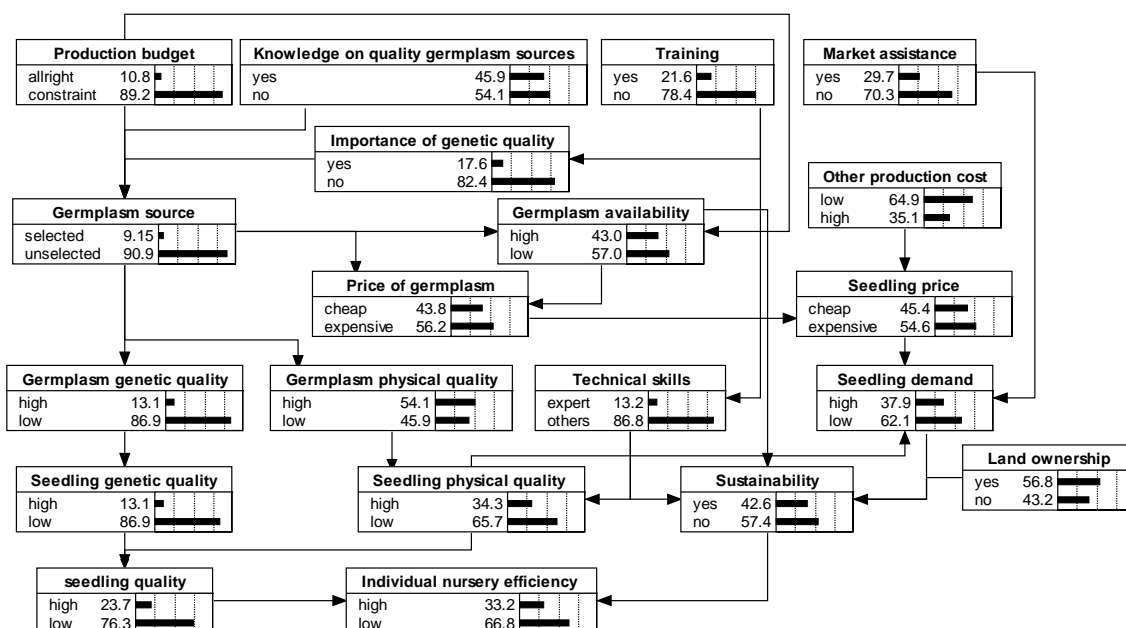 Production budget
allright 10.8
constraint 89.2
Knowledge on quality germplasm sources
yes 45.9
no 54.1
Training
yes 21.6
no 78.4
Market assistance
yes 29.7
no 70.3
Importance of genetic quality
yes 17.6
no 82.4
Other production cost
low 64.9
high 35.1
Germplasm source
selected 9.15
unselected 90.9
Germplasm availability
high 43.0
low 57.0
Price of germplasm
cheap 43.8
expensive 56.2
Seedling price
cheap 45.4
expensive 54.6
Germplasm genetic quality
high 13.1
low 86.9
Germplasm physical quality
high 54.1
low 45.9
Technical skills
expert 13.2
others 86.8
Seedling demand
high 37.9
low 62.1
Seedling genetic quality
high 13.1
low 86.9
Seedling physical quality
high 34.3
low 65.7
Sustainability
yes 42.6
no 57.4
Land ownership
yes 56.8
no 43.2
seedling quality
high 23.7
low 76.3
Individual nursery efficiency
high 33.2
low 66.8